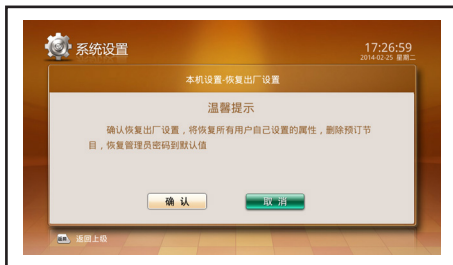 系统设置
17:26:59
2014-02-25 星期二
本机设置-恢复出厂设置
温馨提示
确认恢复出厂设置，将恢复所有用户自己设置的属性，删除预订节
目，恢复管理员密码到默认值
确 认
取 消
返回上级